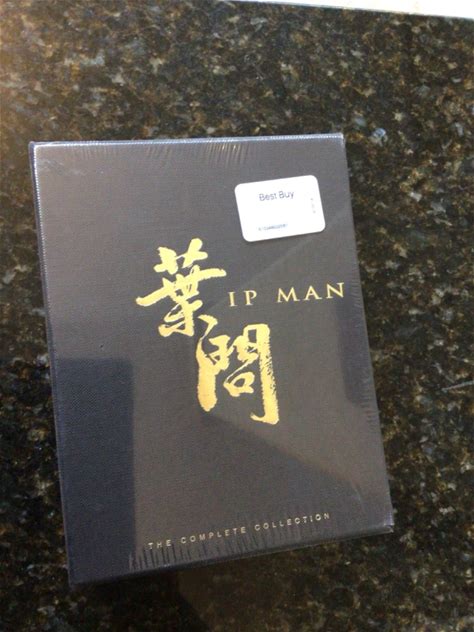 Best Buy
葉問
IP MAN
THE COMPLETE COLLECTION